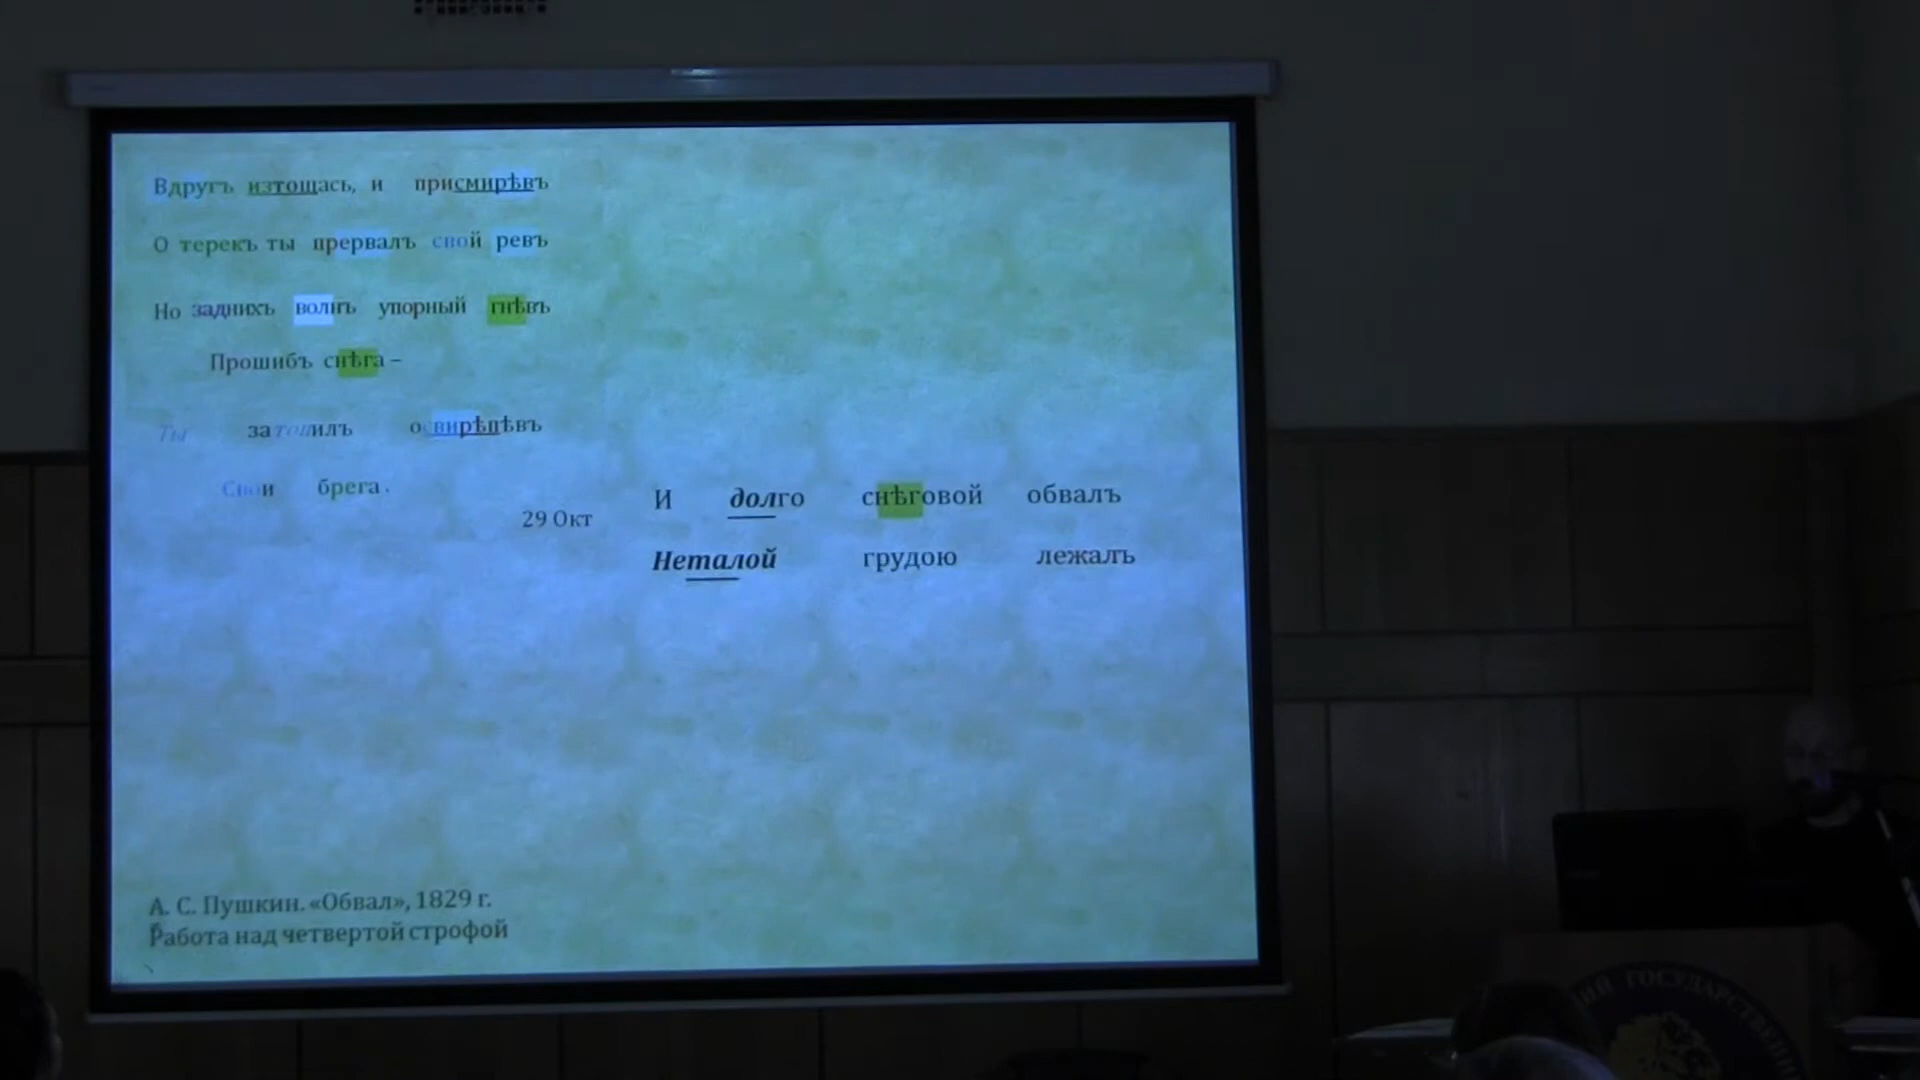 Вдругъ изтощась, и присмирѣвъ
О терекъ ты прервалъ свой ревъ
Но заднихъ волнъ упорный гнѣвъ
Прошибъ снѣга –
Ты затопилъ освирѣпѣвъ
Свои брега.
29 Окт
И долго снѣговой обвалъ
Неталой грудою лежалъ
А. С. Пушкин. «Обвал», 1829 г.
Работа над четвертой строфой
ГОСУДАРСТВЕНН